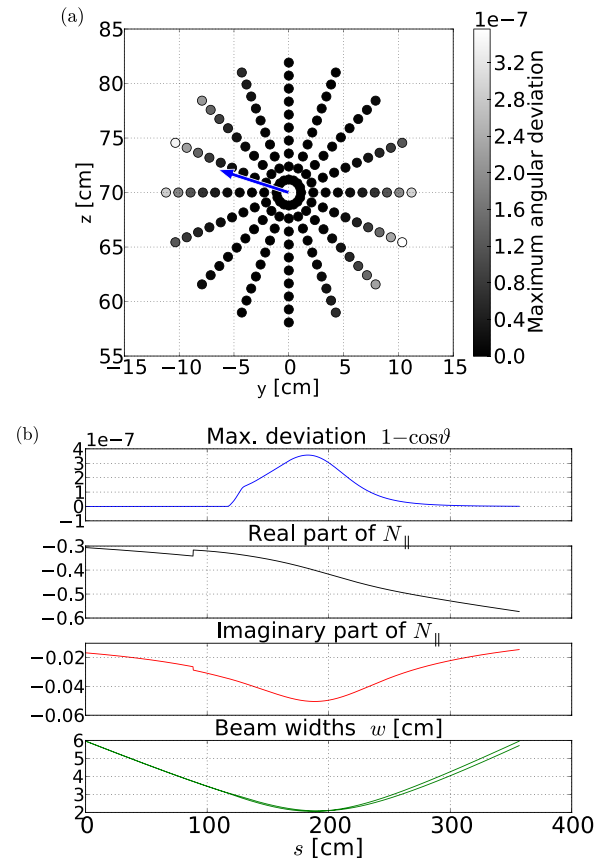 (a)
1e−7
85
80
75
70
65
60
55
z [cm]
−15 −10 −5 0 5 10 15
y [cm]
3.2
2.8
2.4
2.0
1.6
1.2
0.8
0.4
0.0
Maximum angular deviation
(b)
1e−7
Max. deviation 1−cosϑ
4
3
2
1
0
−1
Real part of N∥
−0.3
−0.4
−0.5
−0.6
Imaginary part of N∥
−0.02
−0.04
−0.06
Beam widths w [cm]
6
5
4
3
2
0 100 200 300 400
s [cm]